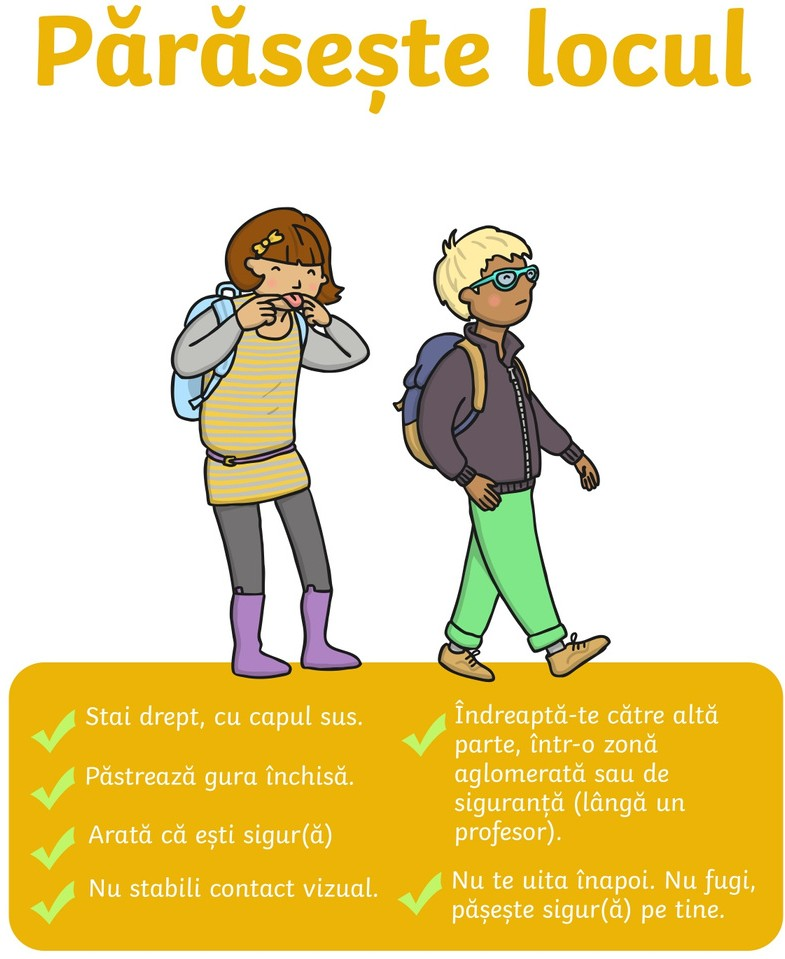 Părăsește locul
Stai drept, cu capul sus.
Păstrează gura închisă.
Arată că ești sigur(ă)
Nu stabili contact vizual.
Îndreaptă-te către altă
parte, într-o zonă
aglomerată sau de
siguranță (lângă un
profesor).
Nu te uita înapoi. Nu fugi,
pășește sigur(ă) pe tine.